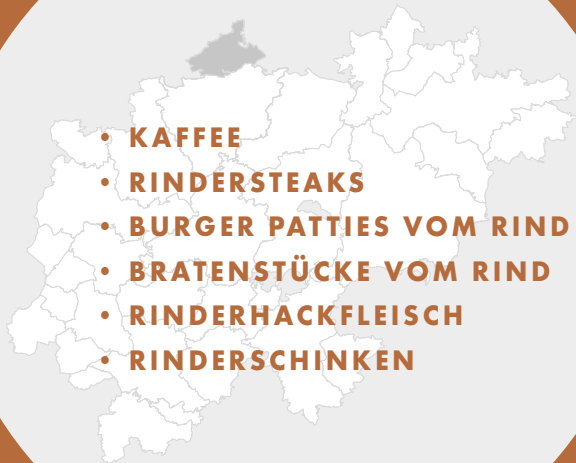 • KAFFEE
• RINDERSTEAKS
• BURGER PATTIES VOM RIND
• BRATENSTÜCKE VOM RIND
• RINDERHACKFLEISCH
• RINDERSCHINKEN